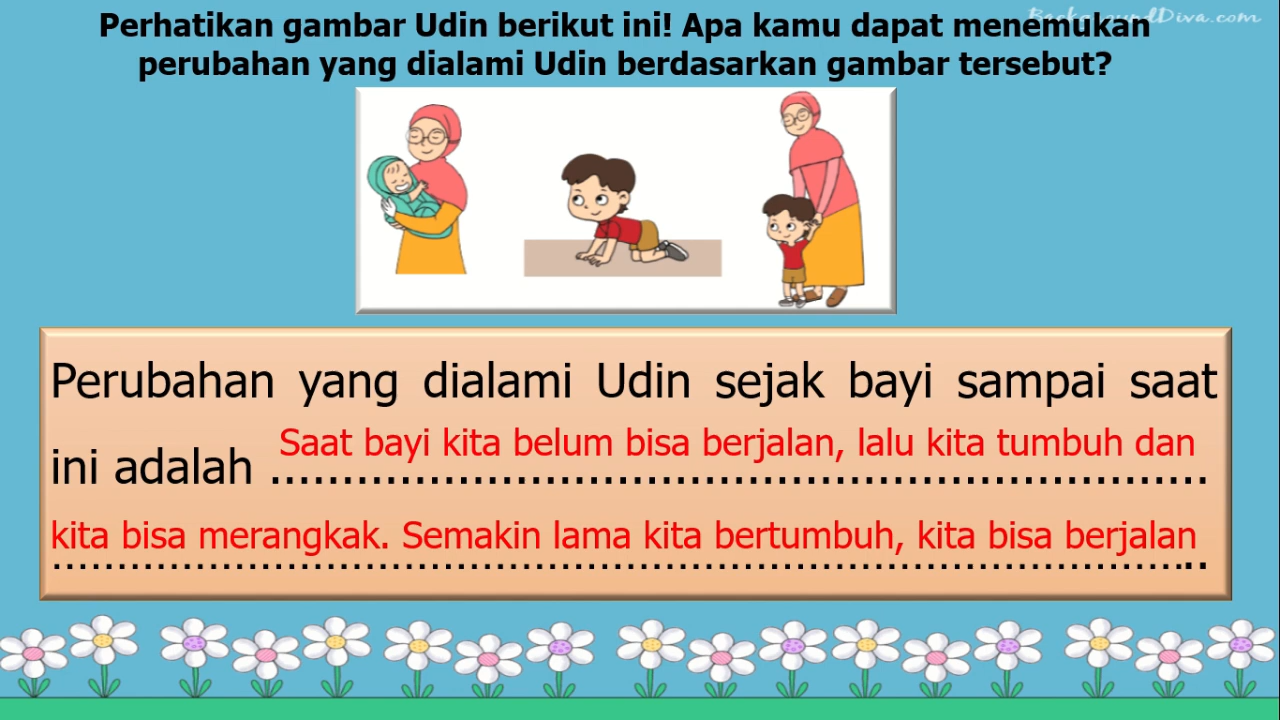 BackgroundDiva.com
Perhatikan gambar Udin berikut ini! Apa kamu dapat menemukan
perubahan yang dialami Udin berdasarkan gambar tersebut?
Perubahan yang dialami Udin sejak bayi sampai saat
Saat bayi kita belum bisa berjalan, lalu kita tumbuh dan
ini adalah ................................................................
kita bisa merangkak. Semakin lama kita bertumbuh, kita bisa berjalan
........................................................................................